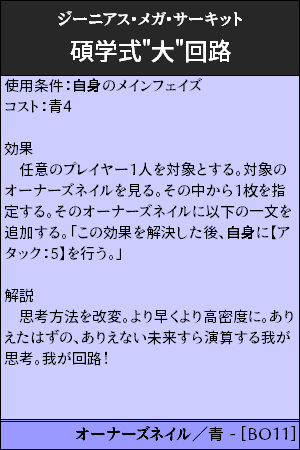 ジーニアス・メガ・サーキット
碩学式"大"回路
使用条件：自身のメインフェイズ
コスト：青4
効果
　任意のプレイヤー1人を対象とする。対象の
オーナーズネイルを見る。その中から1枚を指
定する。そのオーナーズネイルに以下の一文を
追加する。「この効果を解決した後、自身に【ア
タック：5】を行う。」
解説
　思考方法を改変。より早くより高密度に。あり
えたはずの、ありえない未来すら演算する我が
思考。我が回路！
オーナーズネイル／青 - [BO11]